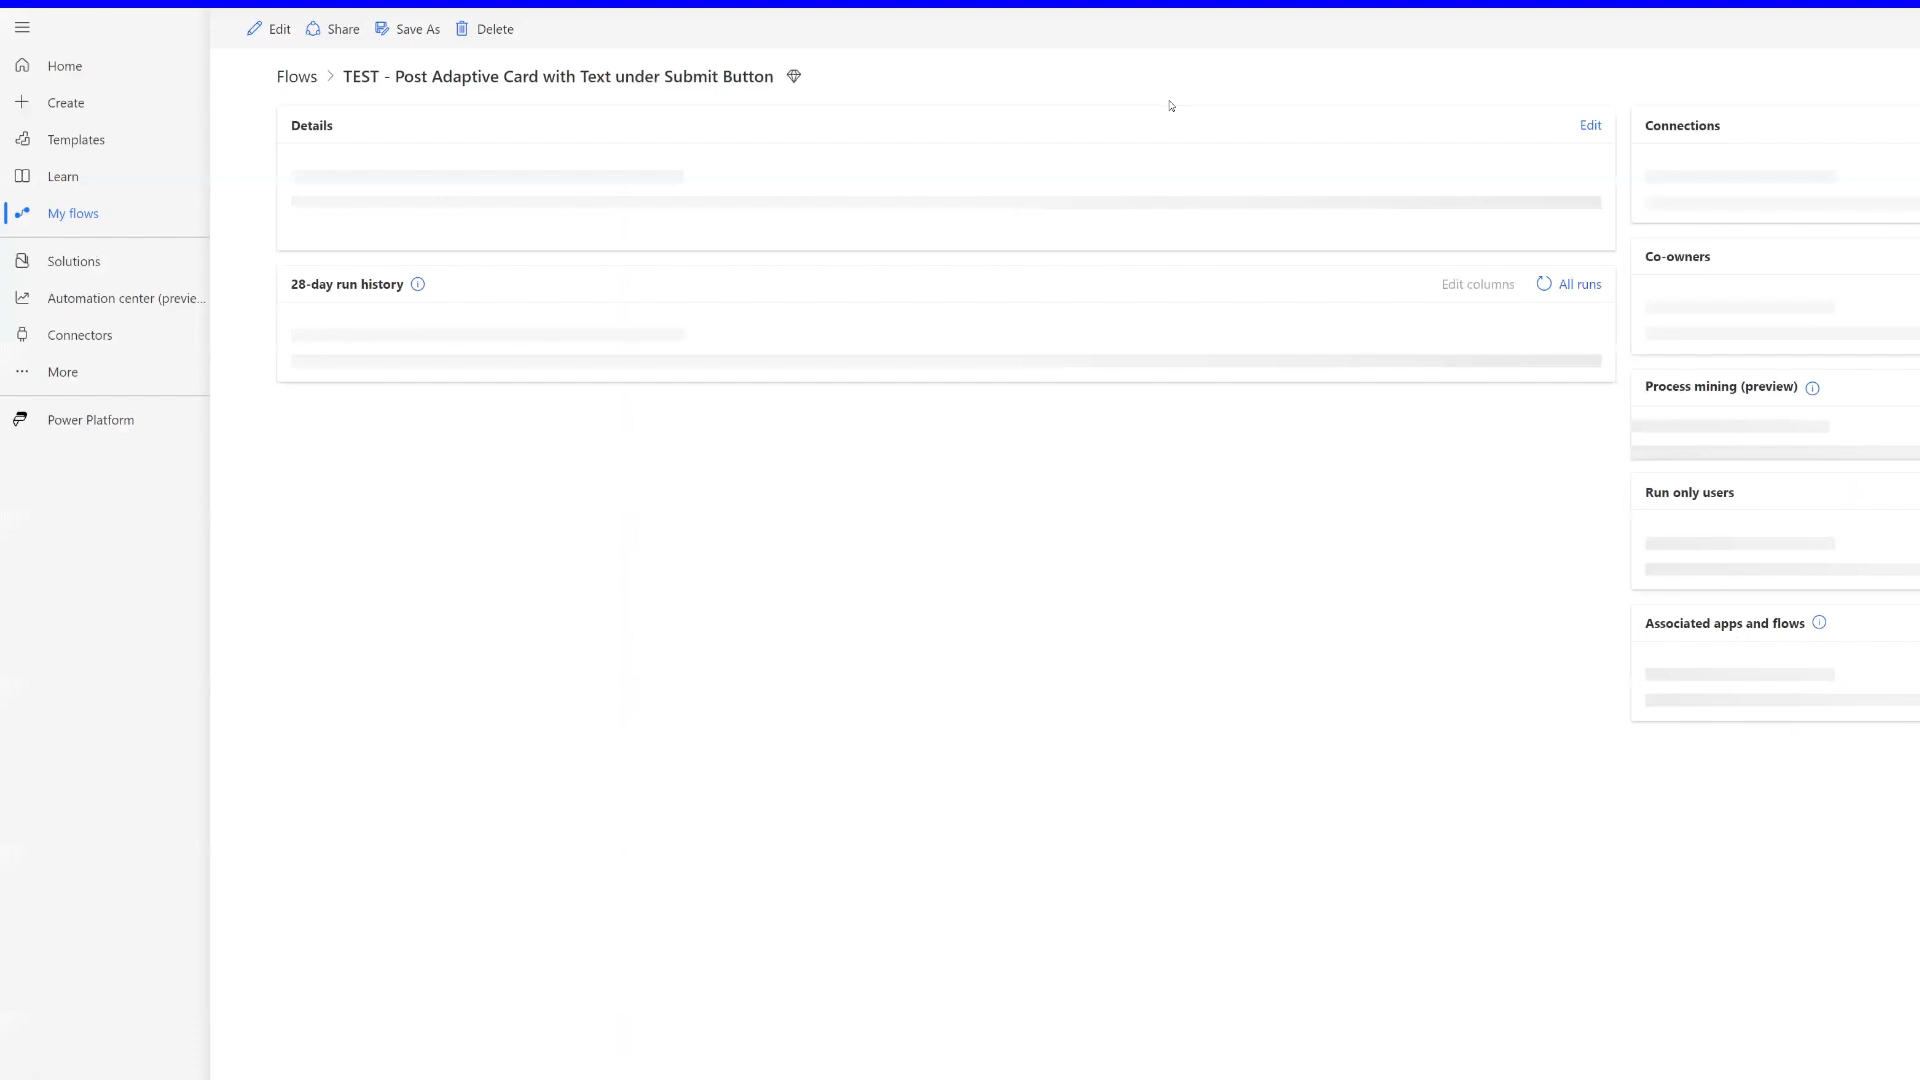 Edit Share Save As Delete
Home
Create
Templates
Learn
My flows
Solutions
Automation center (previe...
Connectors
More
Power Platform
Flows > TEST - Post Adaptive Card with Text under Submit Button
Details Edit
28-day run history Edit columns All runs
Connections
Co-owners
Process mining (preview)
Run only users
Associated apps and flows